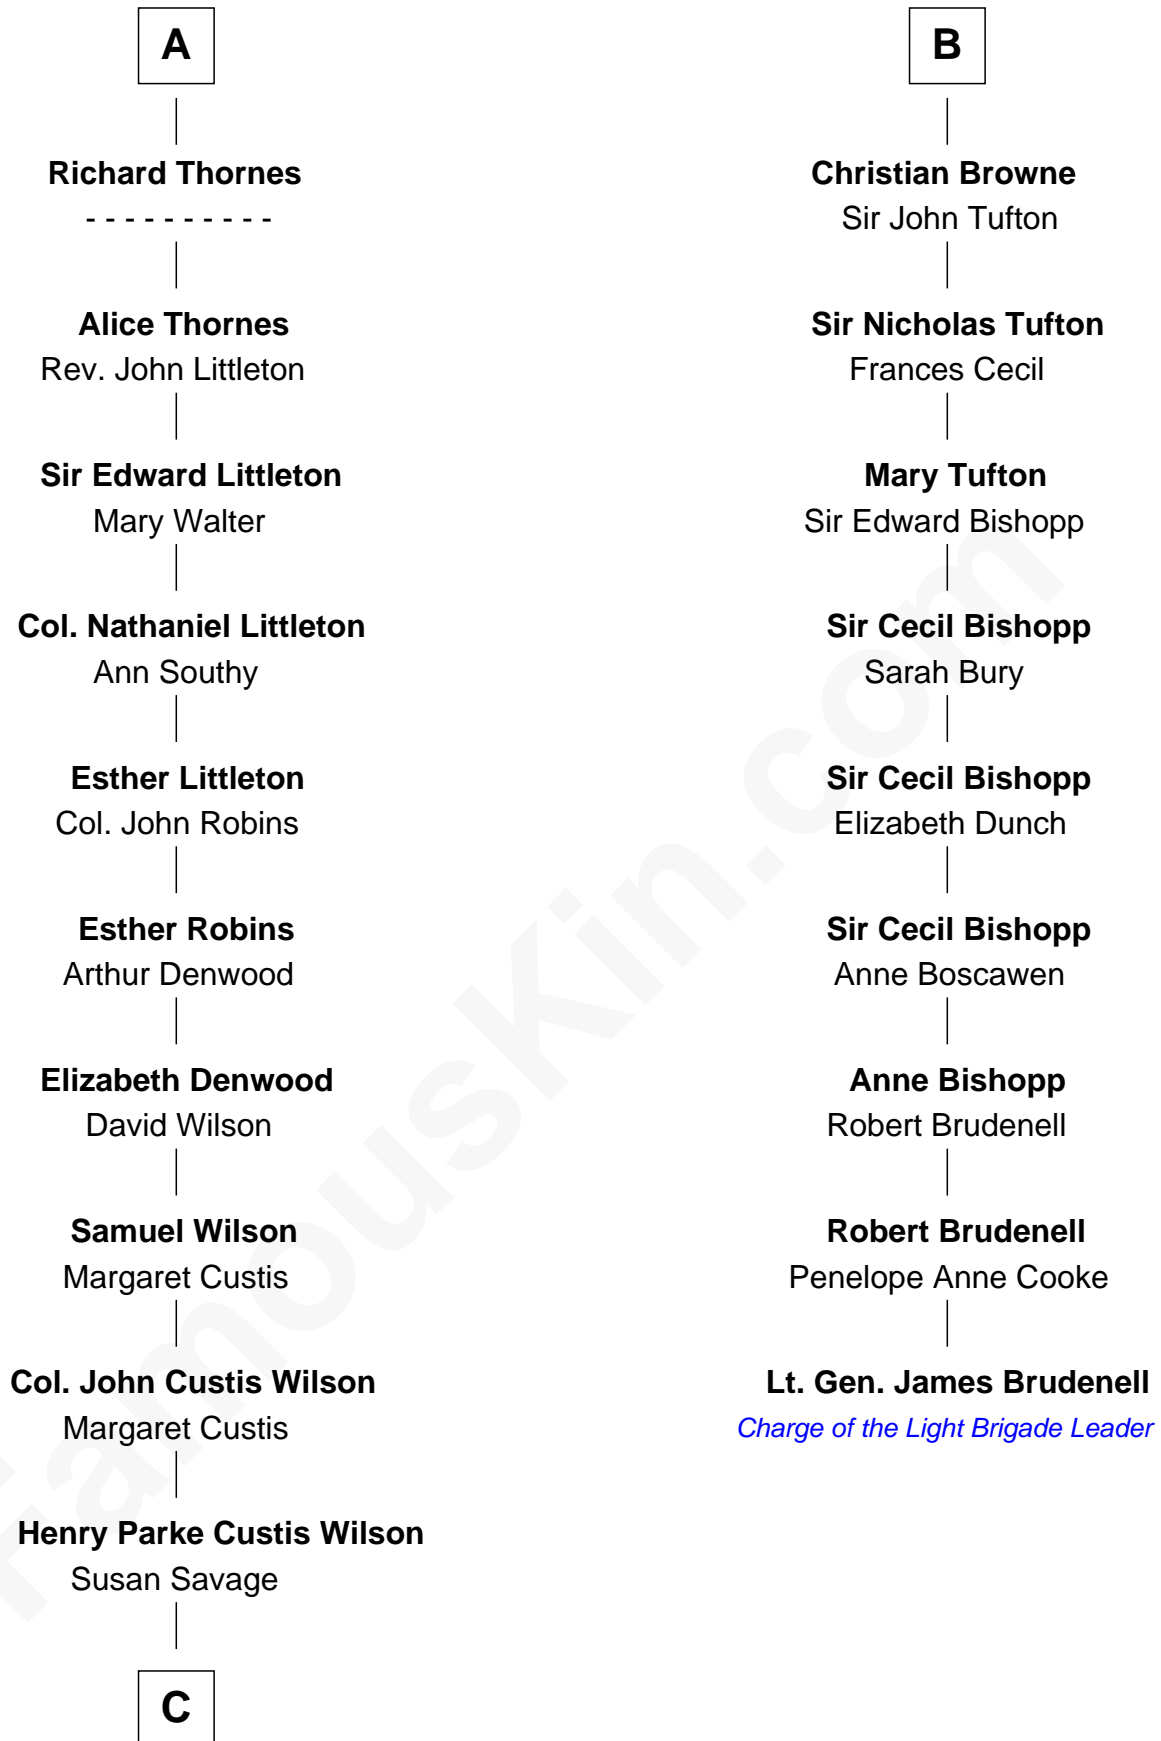 A
Richard Thornes
- - - - - - - - - -
Alice Thornes
Rev. John Littleton
Sir Edward Littleton
Mary Walter
Col. Nathaniel Littleton
Ann Southy
Esther Littleton
Col. John Robins
Esther Robins
Arthur Denwood
Elizabeth Denwood
David Wilson
Samuel Wilson
Margaret Custis
Col. John Custis Wilson
Margaret Custis
Henry Parke Custis Wilson
Susan Savage
C
B
Christian Browne
Sir John Tufton
Sir Nicholas Tufton
Frances Cecil
Mary Tufton
Sir Edward Bishopp
Sir Cecil Bishopp
Sarah Bury
Sir Cecil Bishopp
Elizabeth Dunch
Sir Cecil Bishopp
Anne Boscawen
Anne Bishopp
Robert Brudenell
Robert Brudenell
Penelope Anne Cooke
Lt. Gen. James Brudenell
Charge of the Light Brigade Leader
FamousKin.com